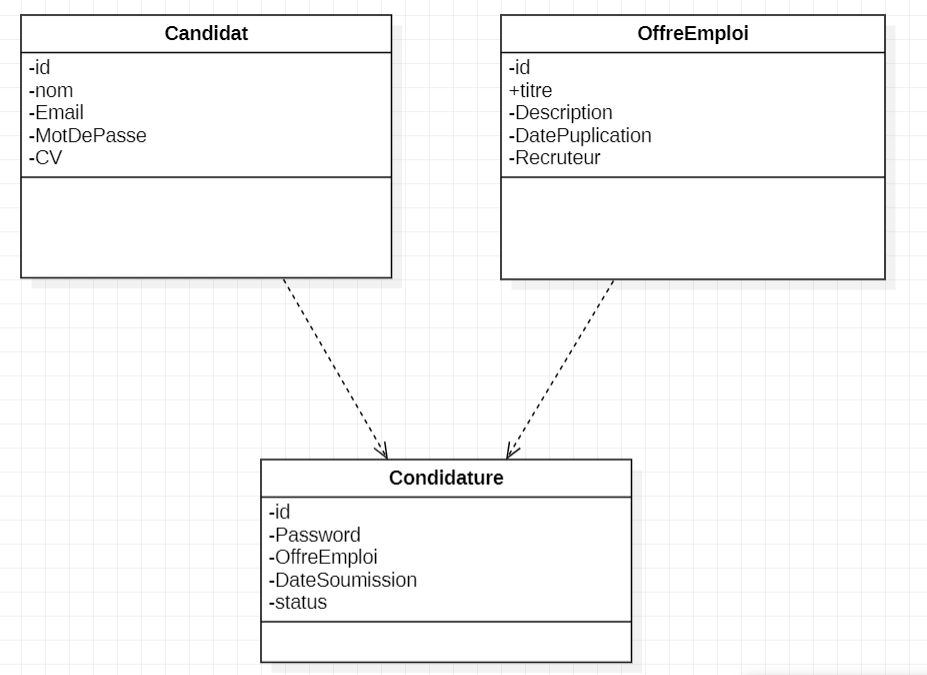 Candidat
-id
-nom
-Email
-MotDePasse
-CV
OffreEmploi
-id
+titre
-Description
-DatePuplication
-Recruteur
Condidature
-id
-Password
-OffreEmploi
-DateSoumission
-status